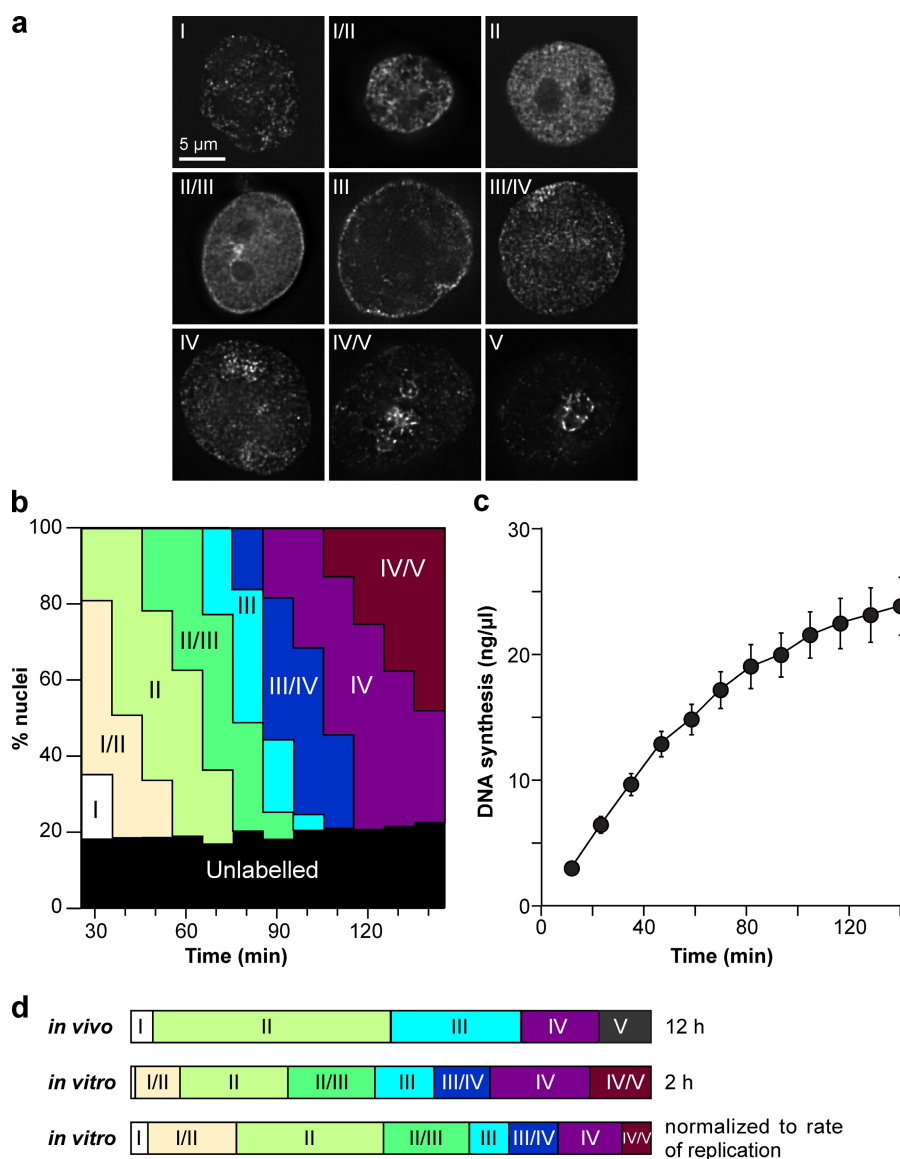 a
I I/II II
5 µm
II/III III III/IV
IV IV/V V
b
100
80
60
40
20
0
% nuclei
I
I/II
II
II/III
III
III/IV
IV
IV/V
Unlabelled
30 60 90 120
Time (min)
c
30
20
10
0
DNA synthesis (ng/µl)
0 40 80 120
Time (min)
d
in vivo I II III IV V 12 h
in vitro I/II II II/III III III/IV IV IV/V 2 h
in vitro I I/II II II/III III III/IV IV IV/V normalized to rate
of replication